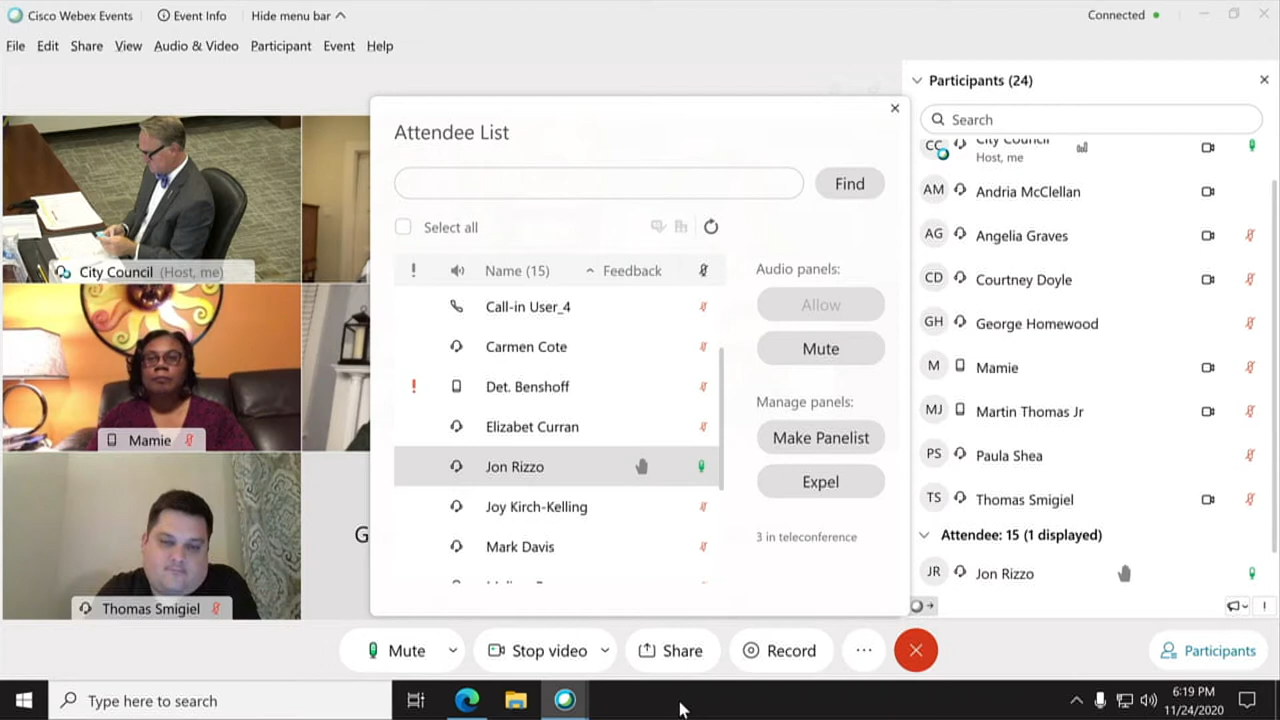 Cisco Webex Events
Event Info
Hide menu bar
Connected
File Edit Share View Audio & Video Participant Event Help
Participants (24)
Search
City Council
Host, me
CC
AM Andria McClellan
AG Angelia Graves
CD Courtney Doyle
GH George Homewood
M Mamie
MJ Martin Thomas Jr
PS Paula Shea
TS Thomas Smigiel
Attendee: 15 (1 displayed)
JR Jon Rizzo
Attendee List
Find
Select all
! Name (15) Feedback
Call-in User_4
Carmen Cote
! Det. Benshoff
Elizabet Curran
Jon Rizzo
Joy Kirch-Kelling
Mark Davis
Audio panels:
Allow
Mute
Manage panels:
Make Panelist
Expel
3 in teleconference
City Council (Host, me)
Mamie
Thomas Smigiel
G
Mute
Stop video
Share
Record
...
Participants
!
Type here to search
6:19 PM
11/24/2020